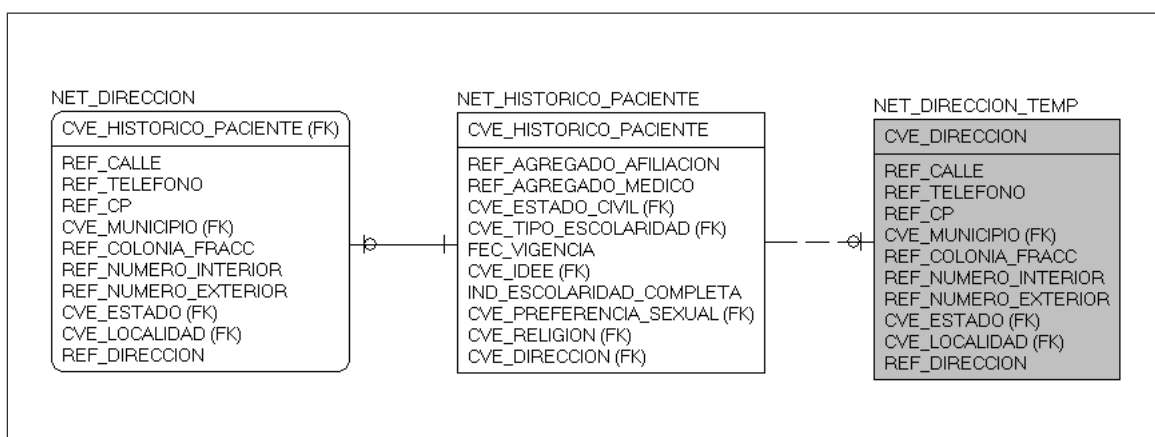 NET_DIRECCION
CVE_HISTORICO_PACIENTE (FK)
REF_CALLE
REF_TELEFONO
REF_CP
CVE_MUNICIPIO (FK)
REF_COLONIA_FRACC
REF_NUMERO_INTERIOR
REF_NUMERO_EXTERIOR
CVE_ESTADO (FK)
CVE_LOCALIDAD (FK)
REF_DIRECCION
NET_HISTORICO_PACIENTE
CVE_HISTORICO_PACIENTE
REF_AGREGADO_AFILIACION
REF_AGREGADO_MEDICO
CVE_ESTADO_CIVIL (FK)
CVE_TIPO_ESCOLARIDAD (FK)
FEC_VIGENCIA
CVE_IDEE (FK)
IND_ESCOLARIDAD_COMPLETA
CVE_PREFERENCIA_SEXUAL (FK)
CVE_RELIGION (FK)
CVE_DIRECCION (FK)
NET_DIRECCION_TEMP
CVE_DIRECCION
REF_CALLE
REF_TELEFONO
REF_CP
CVE_MUNICIPIO (FK)
REF_COLONIA_FRACC
REF_NUMERO_INTERIOR
REF_NUMERO_EXTERIOR
CVE_ESTADO (FK)
CVE_LOCALIDAD (FK)
REF_DIRECCION